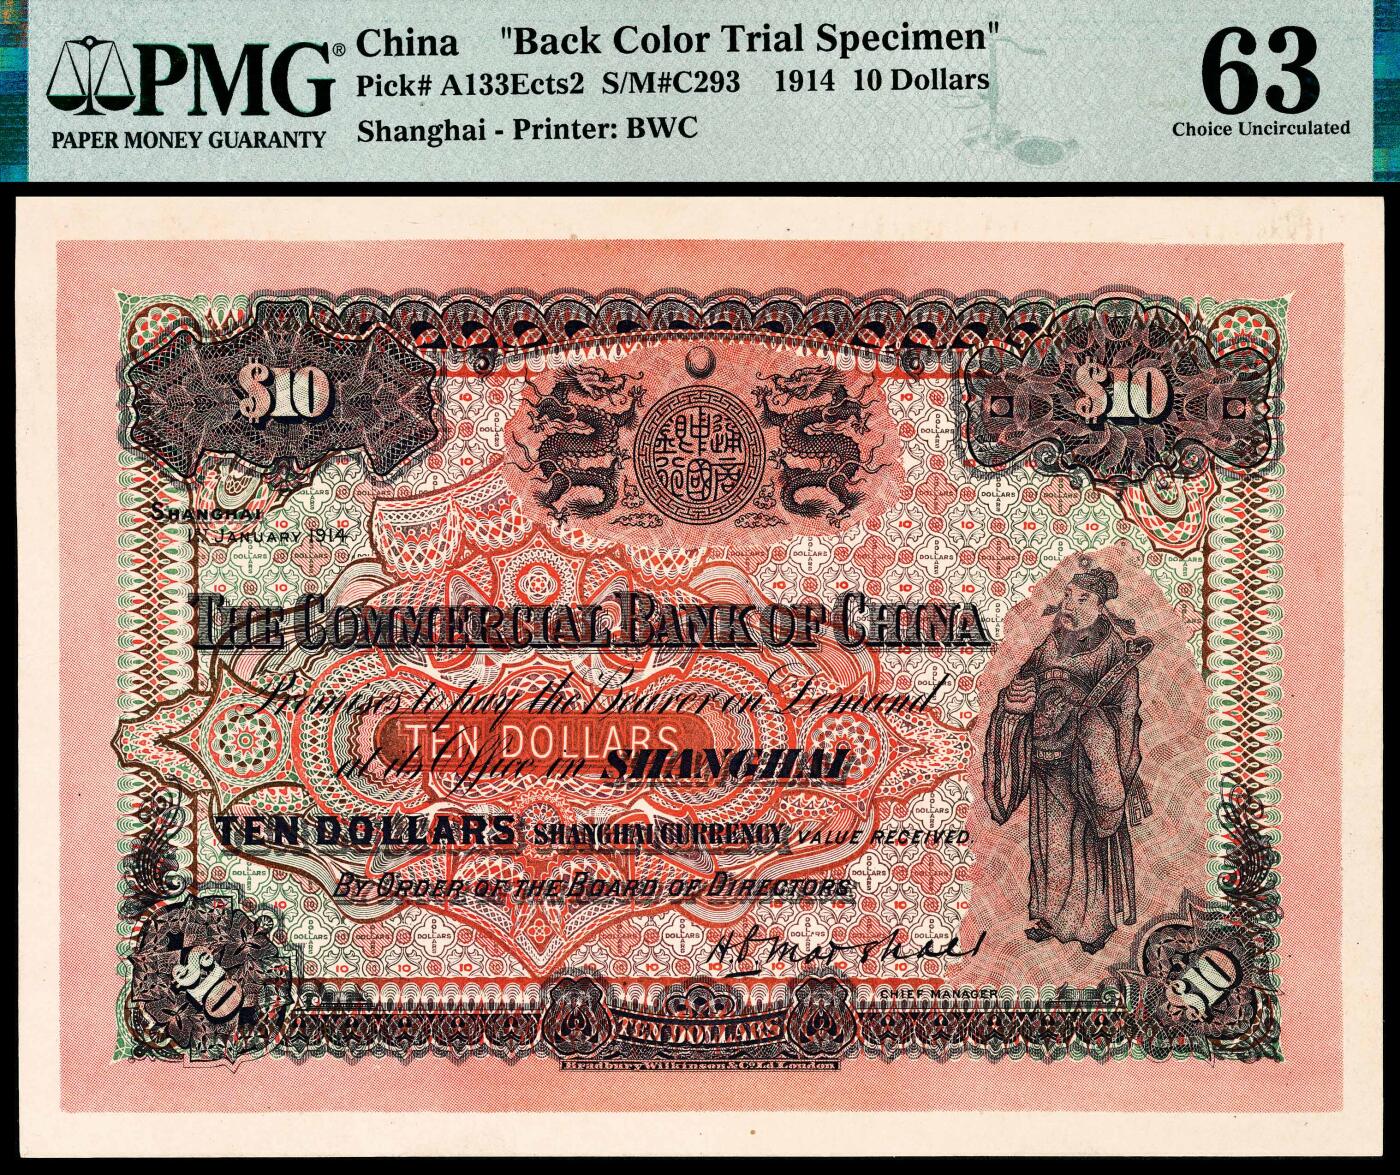 PMG®
PAPER MONEY GUARANTY
China "Back Color Trial Specimen"
Pick# A133Ects2 S/M#C293 1914 10 Dollars
Shanghai - Printer: BWC
63
Choice Uncirculated
$10 $10
SHANGHAI
1ST JANUARY 1914
THE COMMERCIAL BANK OF CHINA
Promises to pay the Bearer on Demand
TEN DOLLARS
at its Office in SHANGHAI
TEN DOLLARS SHANGHAI CURRENCY VALUE RECEIVED.
BY ORDER OF THE BOARD OF DIRECTORS
H C Marshall
CHIEF MANAGER
$10 $10
TEN DOLLARS
Bradbury Wilkinson & Co. Ld. London